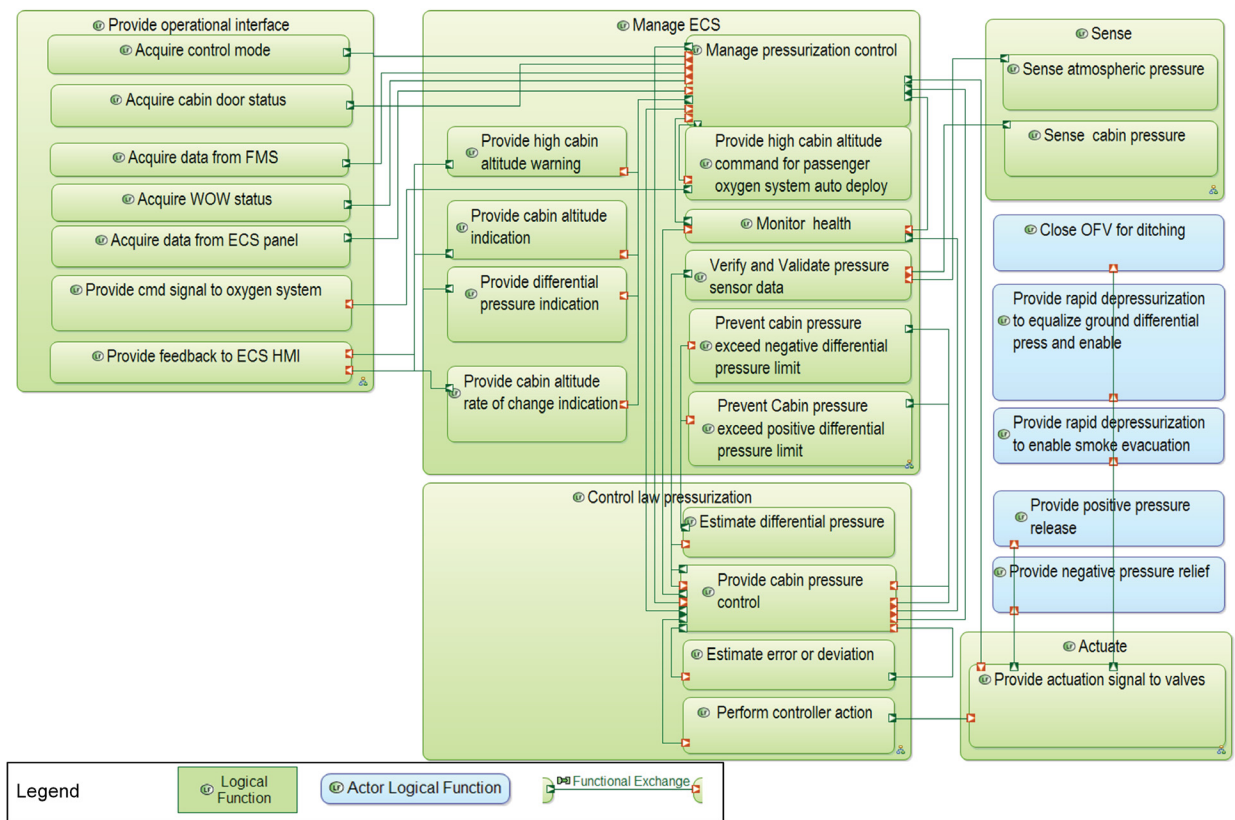 Provide operational interface
Acquire control mode
Acquire cabin door status
Acquire data from FMS
Acquire WOW status
Acquire data from ECS panel
Provide cmd signal to oxygen system
Provide feedback to ECS HMI
Manage ECS
Manage pressurization control
Provide high cabin
altitude warning
Provide high cabin altitude
command for passenger
oxygen system auto deploy
Provide cabin altitude
indication
Monitor health
Provide differential
pressure indication
Verify and Validate pressure
sensor data
Prevent cabin pressure
exceed negative differential
pressure limit
Provide cabin altitude
rate of change indication
Prevent Cabin pressure
exceed positive differential
pressure limit
Control law pressurization
Estimate differential pressure
Provide cabin pressure
control
Estimate error or deviation
Perform controller action
Sense
Sense atmospheric pressure
Sense cabin pressure
Close OFV for ditching
Provide rapid depressurization
to equalize ground differential
press and enable
Provide rapid depressurization
to enable smoke evacuation
Provide positive pressure
release
Provide negative pressure relief
Actuate
Provide actuation signal to valves
Legend
Logical
Function
Actor Logical Function
Functional Exchange